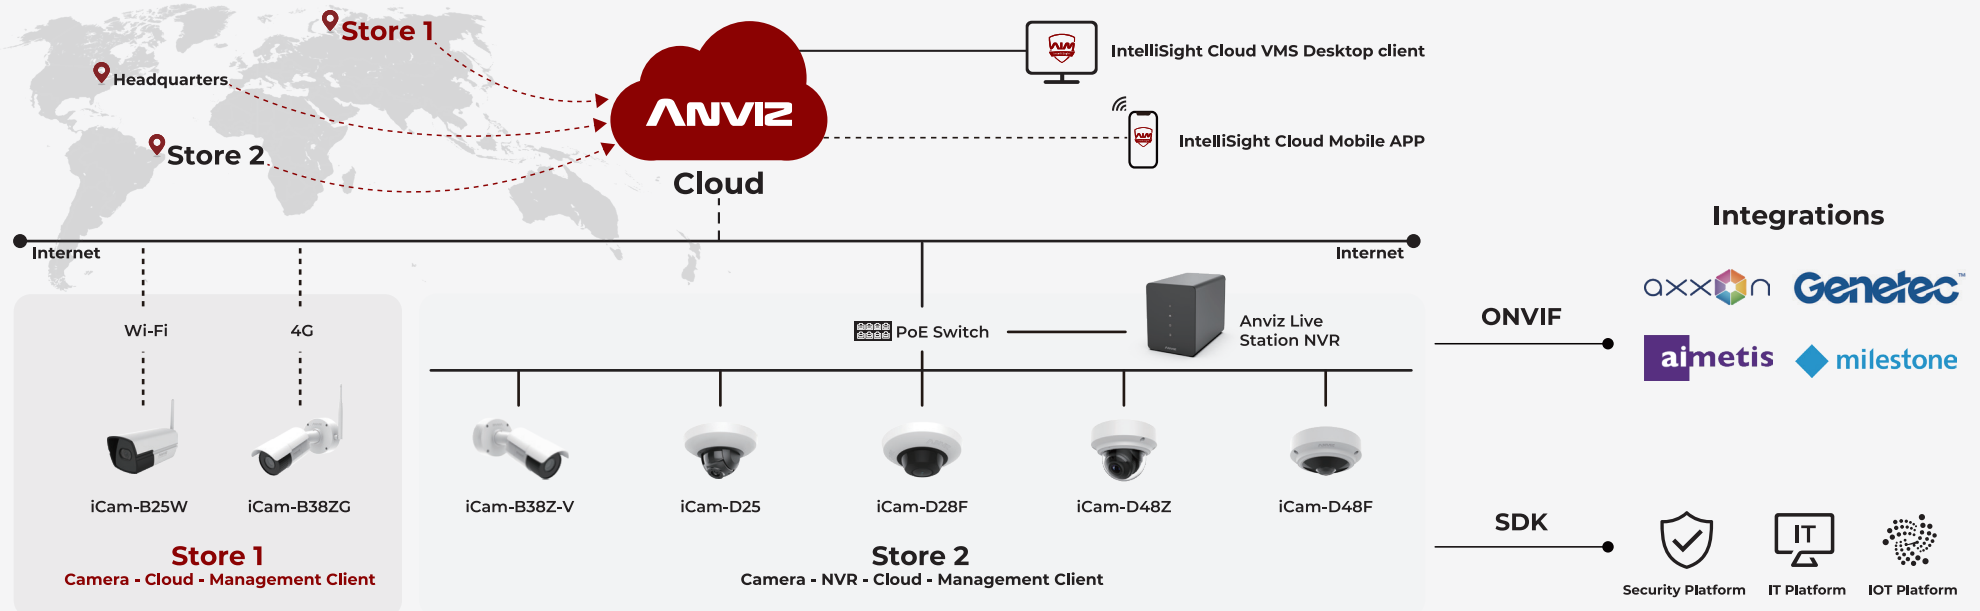 Store 1
Headquarters
Store 2
ANVIZ
Cloud
IntelliSight Cloud VMS Desktop client
IntelliSight Cloud Mobile APP
Internet
Internet
Wi-Fi
4G
PoE Switch
Anviz Live
Station NVR
iCam-B25W
iCam-B38ZG
iCam-B38Z-V
iCam-D25
iCam-D28F
iCam-D48Z
iCam-D48F
Store 1
Camera - Cloud - Management Client
Store 2
Camera - NVR - Cloud - Management Client
Integrations
ONVIF
axxon
Genetec™
aimetis
milestone
SDK
IT
Security Platform
IT Platform
IOT Platform